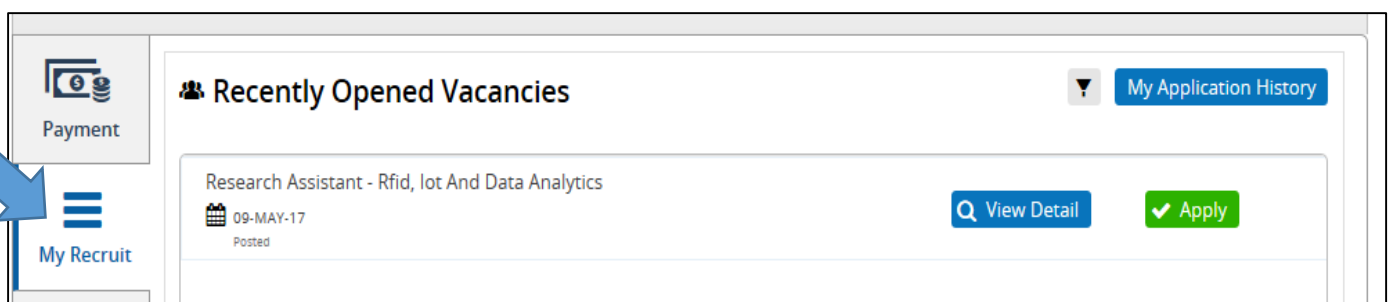 Payment
My Recruit
Recently Opened Vacancies
My Application History
Research Assistant - Rfid, Iot And Data Analytics
09-MAY-17
Posted
View Detail
Apply